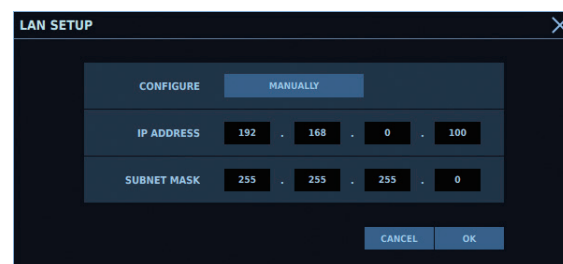 LAN SETUP
CONFIGURE MANUALLY
IP ADDRESS 192 . 168 . 0 . 100
SUBNET MASK 255 . 255 . 255 . 0
CANCEL OK